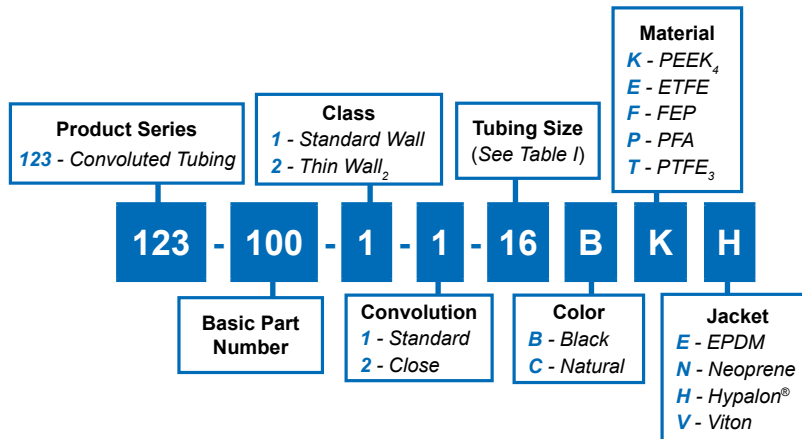 Material
K - PEEK4
E - ETFE
F - FEP
P - PFA
T - PTFE3
Class
1 - Standard Wall
2 - Thin Wall2
Product Series
123 - Convoluted Tubing
Tubing Size
(See Table I)
123 - 100 - 1 - 1 - 16 B K H
Basic Part
Number
Convolution
1 - Standard
2 - Close
Color
B - Black
C - Natural
Jacket
E - EPDM
N - Neoprene
H - Hypalon®
V - Viton